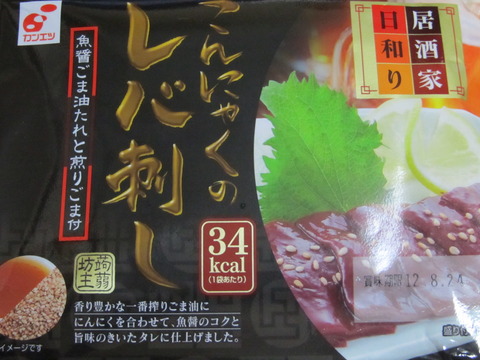 カンエツ
居酒家
日和り
こんにゃくの
レバ刺し
魚醤ごま油たれと煎りごま付
34
kcal
(1袋あたり)
蒟蒻
坊主
賞味期限 12.8.24
香り豊かな一番搾りごま油に
にんにくを合わせて、魚醤のコクと
旨味のきいたタレに仕上げました。
イメージです
盛り付